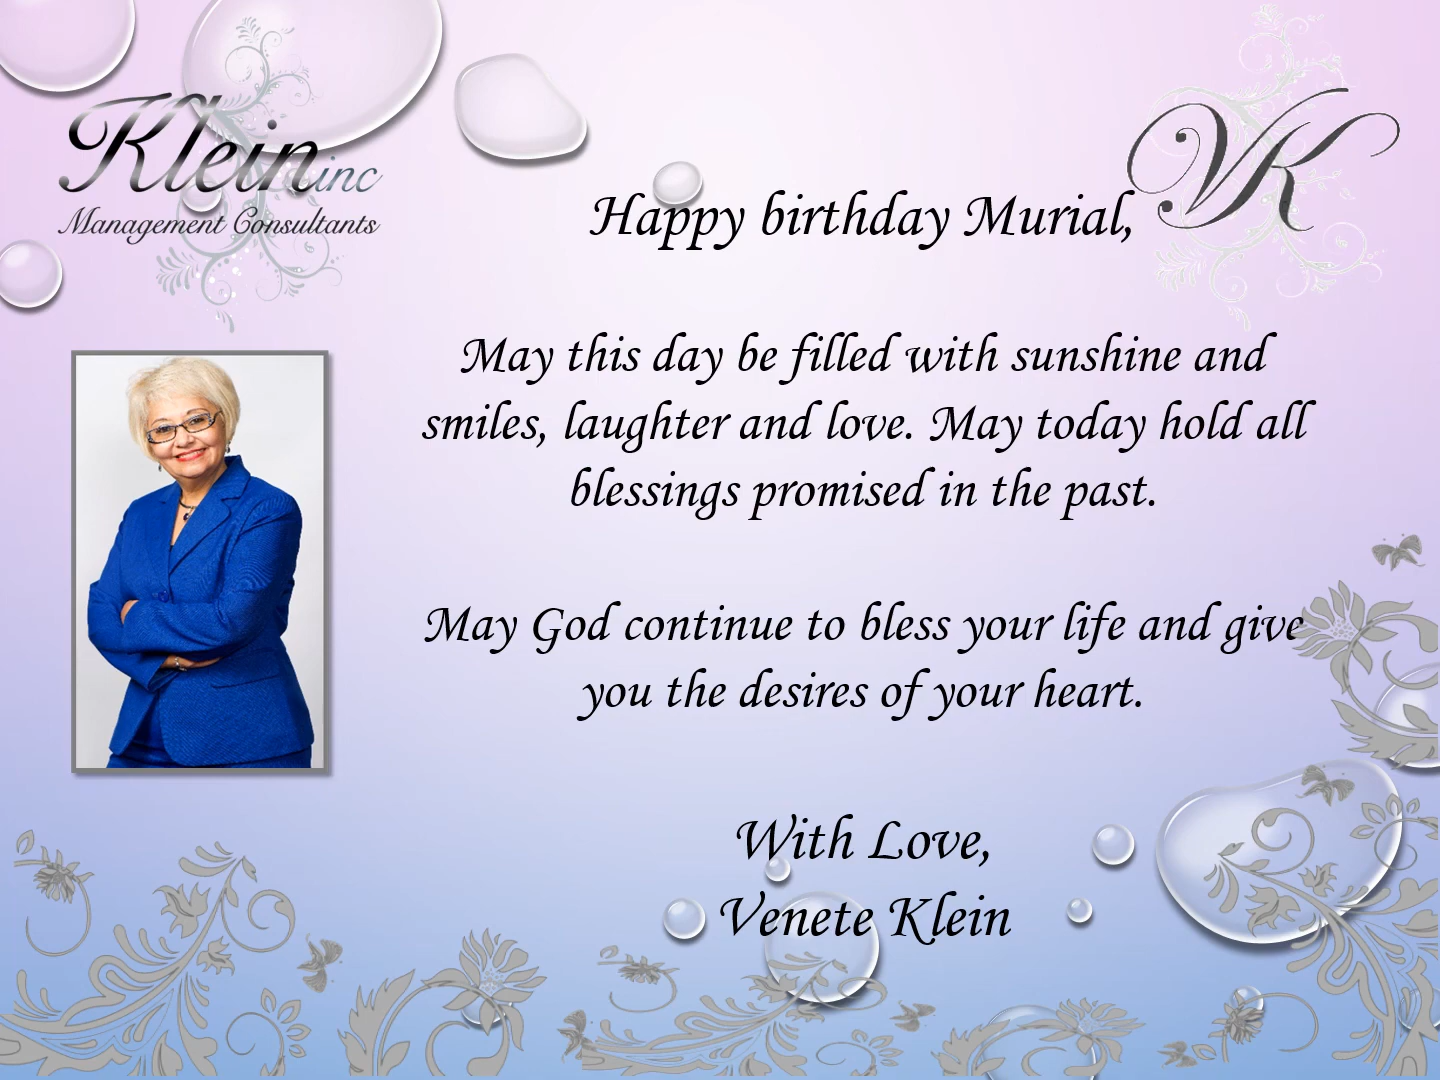 Klein inc
Management Consultants
VK
Happy birthday Murial,
May this day be filled with sunshine and
smiles, laughter and love. May today hold all
blessings promised in the past.
May God continue to bless your life and give
you the desires of your heart.
With Love,
Venete Klein